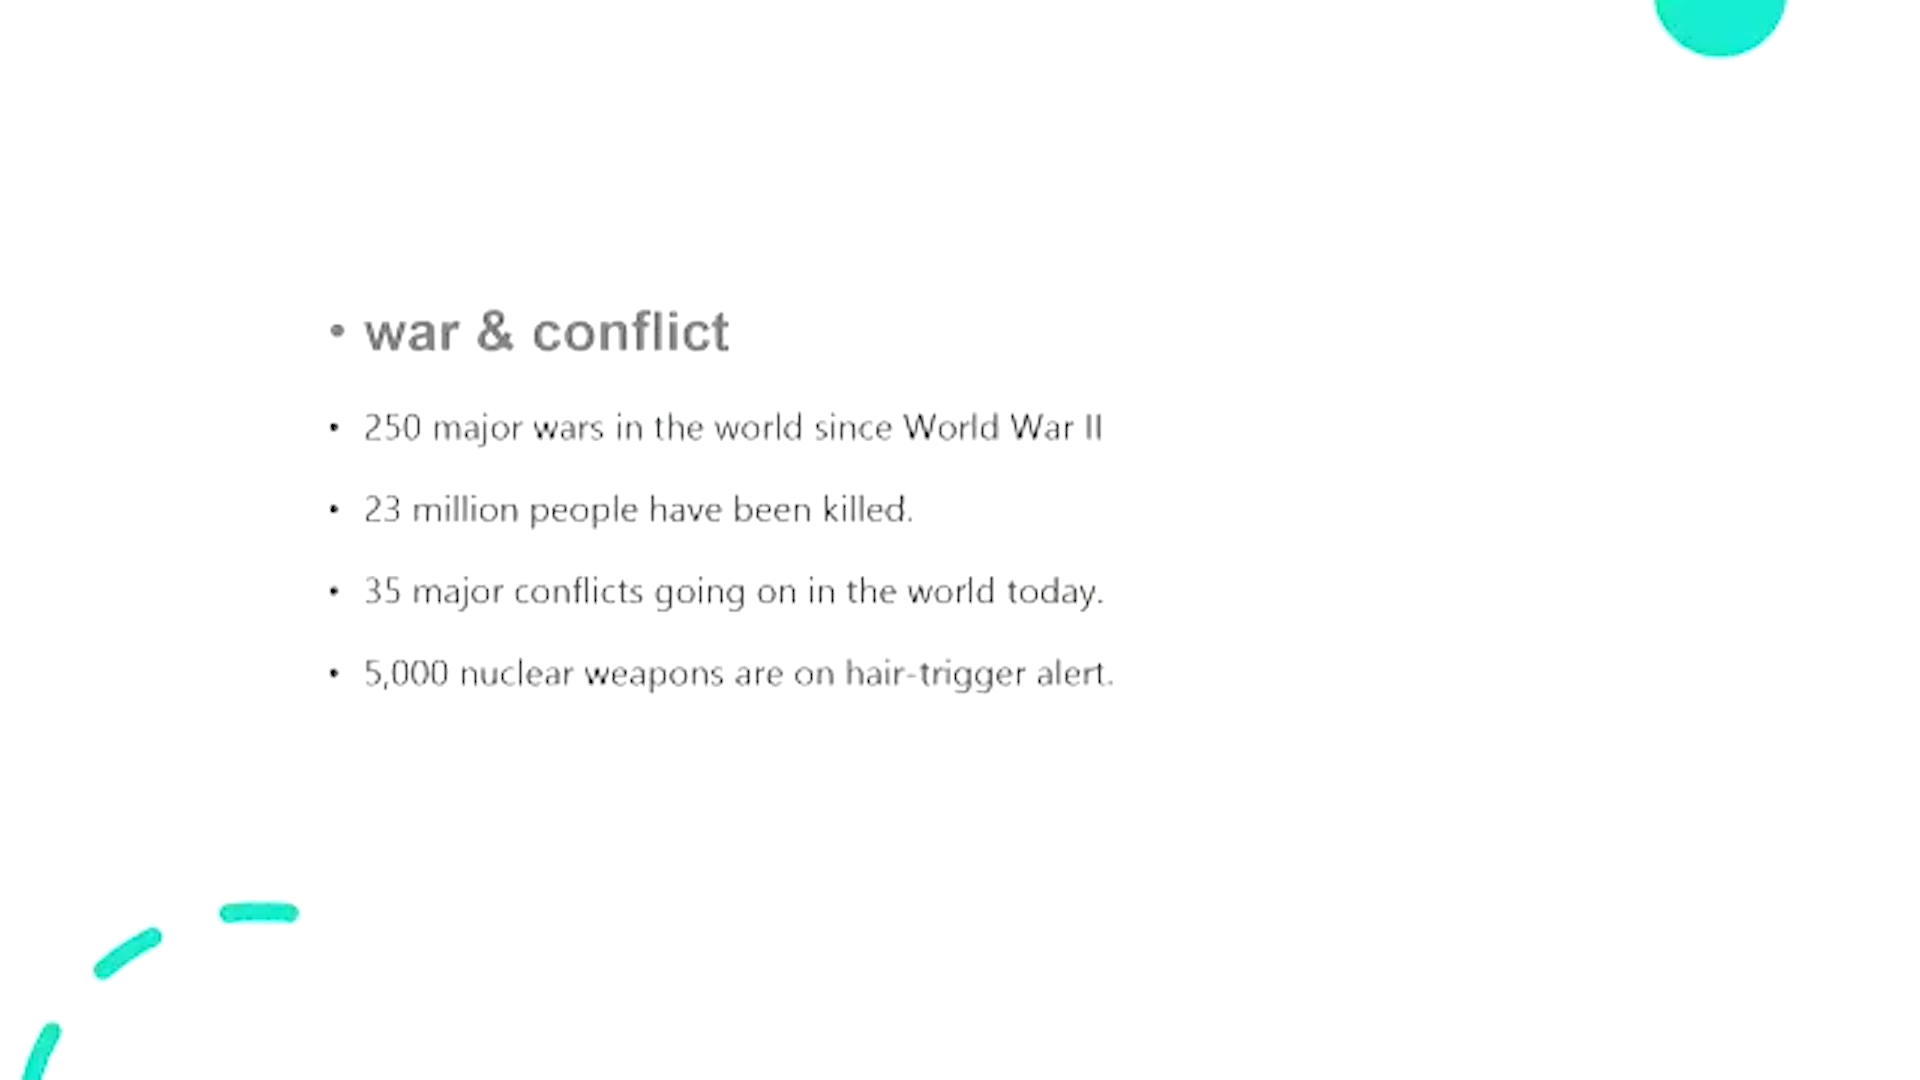 • war & conflict
• 250 major wars in the world since World War II
• 23 million people have been killed.
• 35 major conflicts going on in the world today.
• 5,000 nuclear weapons are on hair-trigger alert.